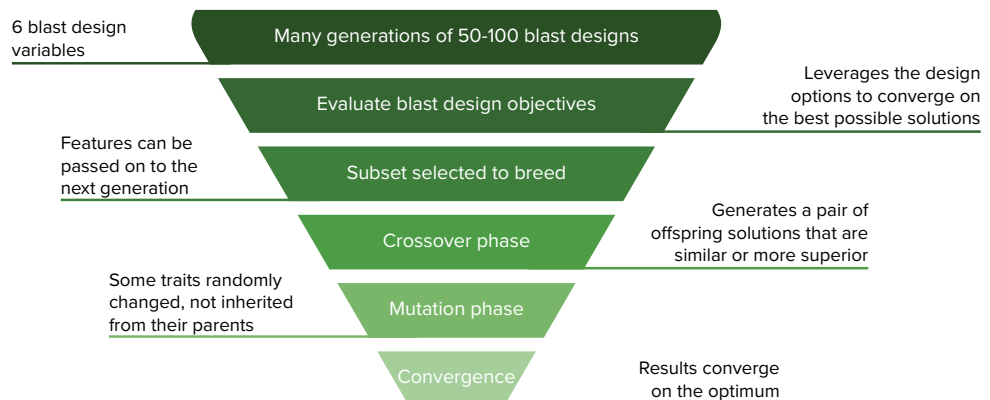 6 blast design
variables
Many generations of 50-100 blast designs
Evaluate blast design objectives
Leverages the design
options to converge on
the best possible solutions
Features can be
passed on to the
next generation
Subset selected to breed
Crossover phase
Generates a pair of
offspring solutions that are
similar or more superior
Some traits randomly
changed, not inherited
from their parents
Mutation phase
Convergence
Results converge
on the optimum